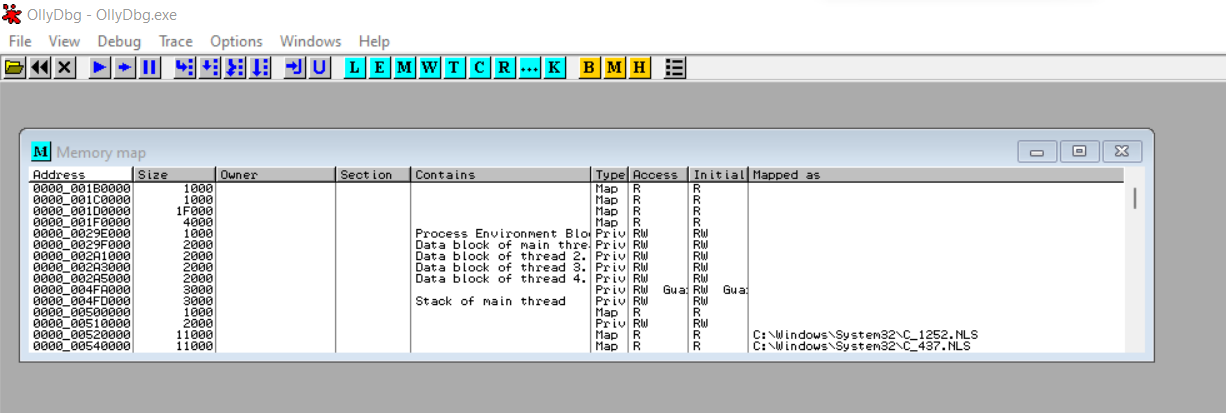 OllyDbg - OllyDbg.exe
File View Debug Trace Options Windows Help
L E M W T C R ... K B M H
M Memory map
Address Size Owner Section Contains Type Access Initial Mapped as
0000_001B0000 1000 Map R R
0000_001C0000 1000 Map R R
0000_001D0000 1F000 Map R R
0000_001F0000 4000 Map R R
0000_0029E000 1000 Process Environment Blo Priv RW RW
0000_0029F000 2000 Data block of main thre Priv RW RW
0000_002A1000 2000 Data block of thread 2. Priv RW RW
0000_002A3000 2000 Data block of thread 3. Priv RW RW
0000_002A5000 2000 Data block of thread 4. Priv RW RW
0000_004FA000 3000 Priv RW Gua RW Gua
0000_004FD000 3000 Stack of main thread Priv RW RW
0000_00500000 1000 Map R R
0000_00510000 2000 Priv RW RW
0000_00520000 11000 Map R R C:\Windows\System32\C_1252.NLS
0000_00540000 11000 Map R R C:\Windows\System32\C_437.NLS